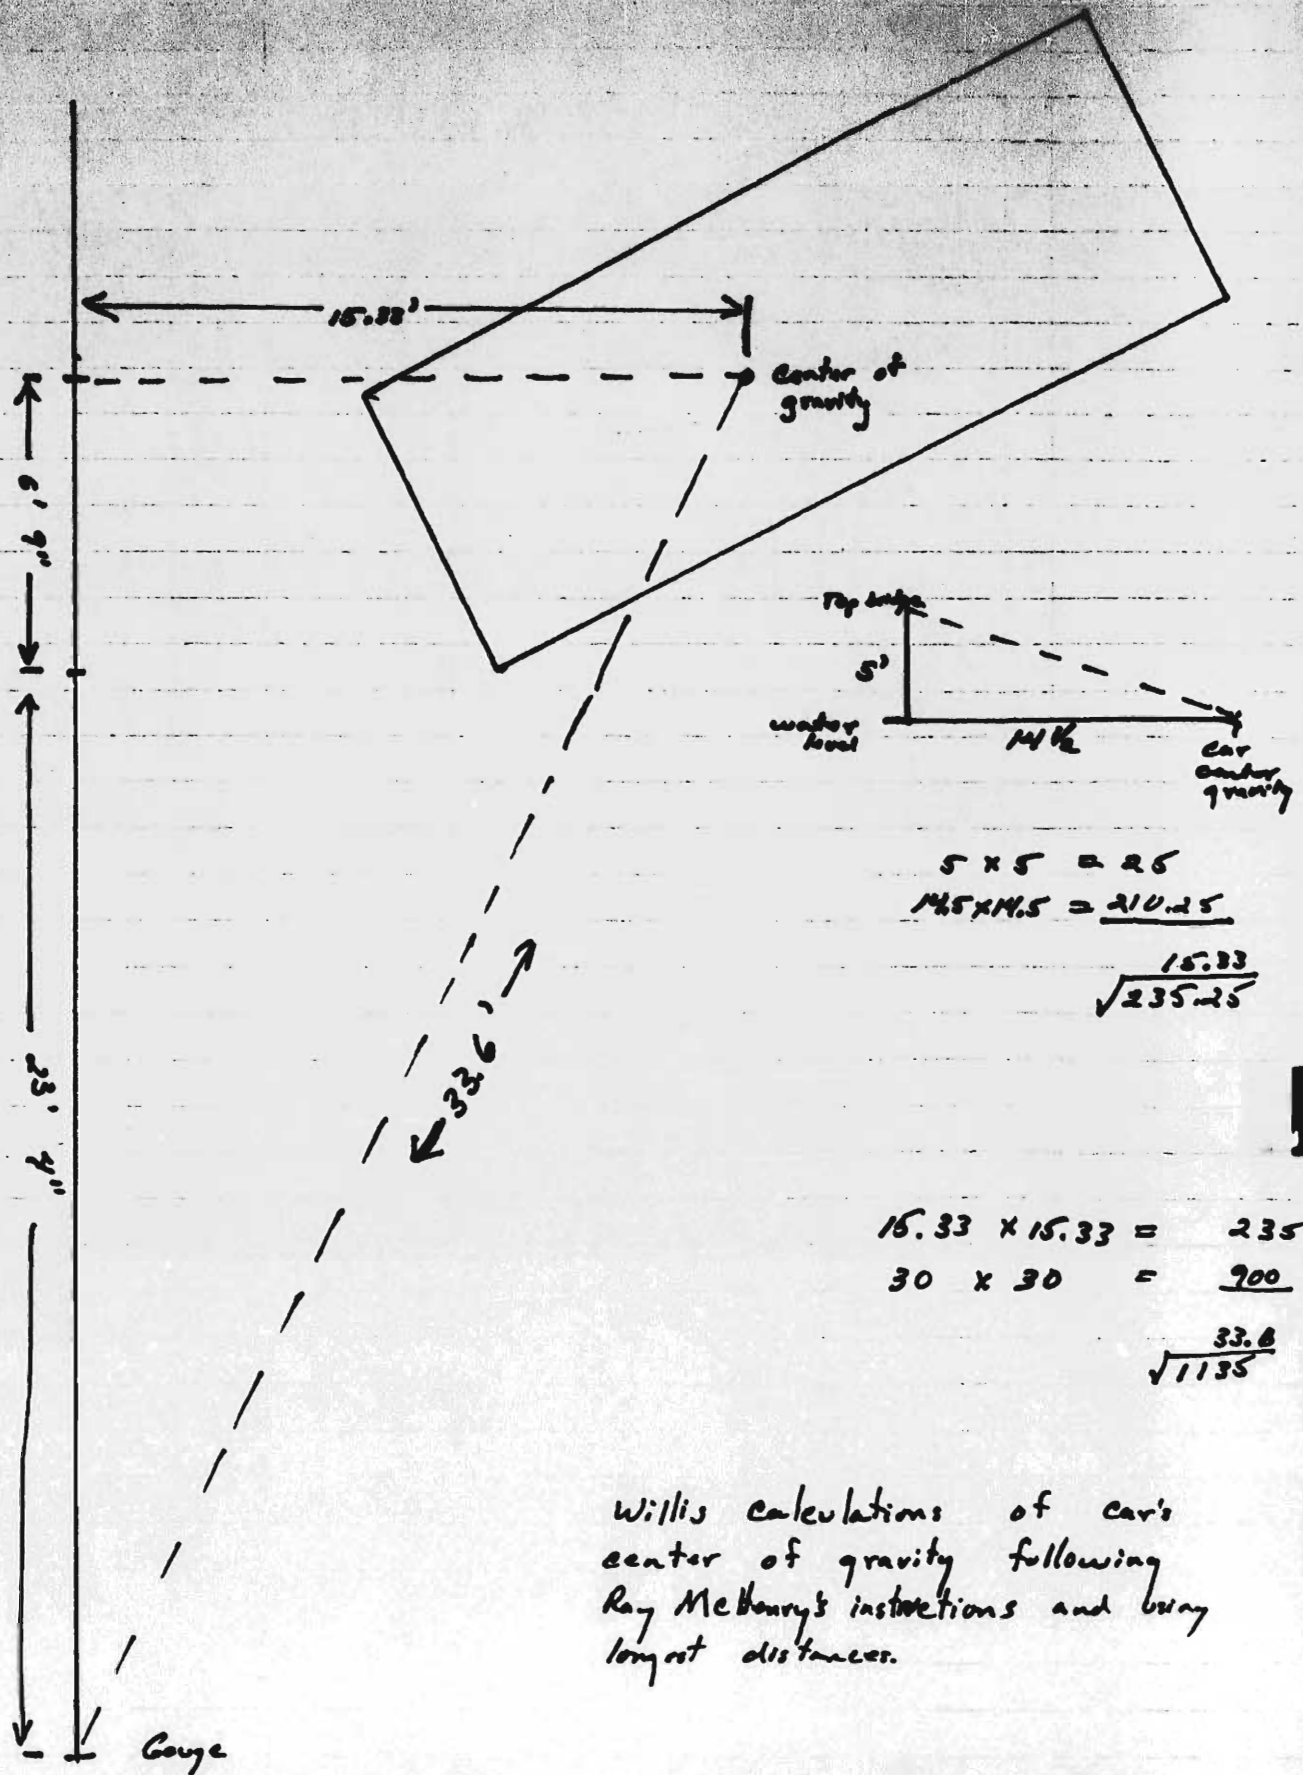 15.33'
center of
gravity
6' 9"
Top bridge
5'
water
level
14 1/2
car
center
gravity
5 x 5 = 25
14.5 x 14.5 = 210.25
15.33
√235.25
33.6'
23' 4"
15.33 x 15.33 = 235
30 x 30 = 900
33.6
√1135
Willis calculations of car's
center of gravity following
Ray McHenry's instructions and using
longest distances.
Gouge